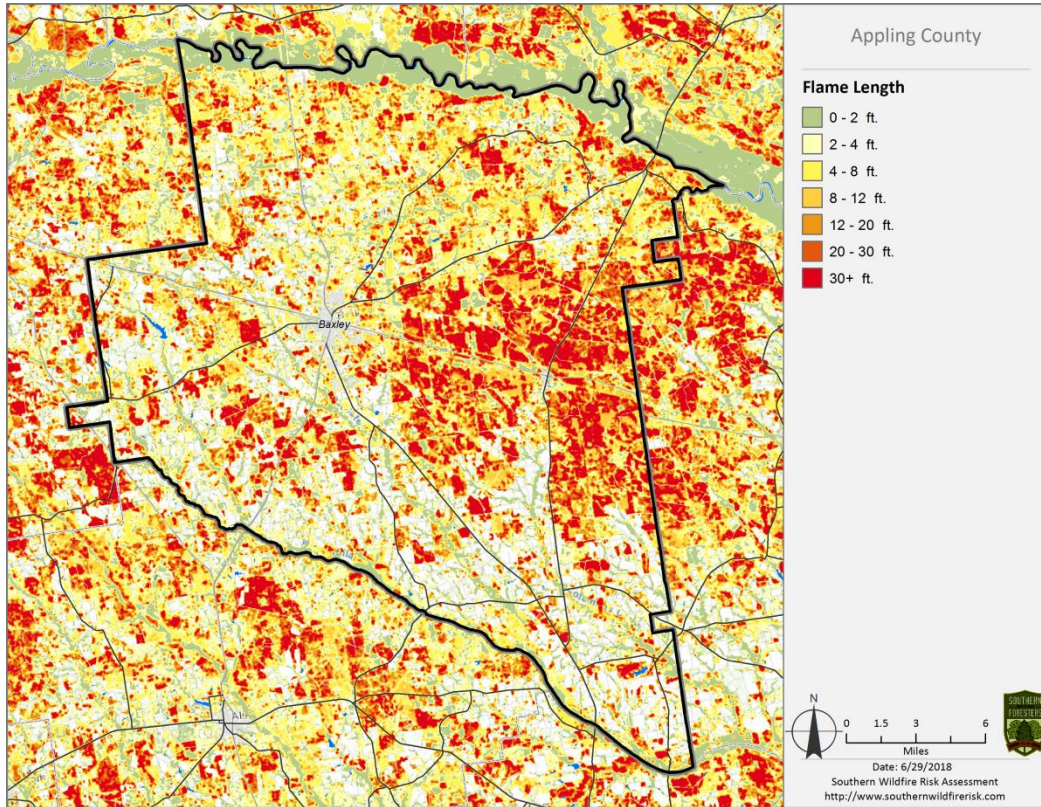 Appling County
Flame Length
0 - 2 ft.
2 - 4 ft.
4 - 8 ft.
8 - 12 ft.
12 - 20 ft.
20 - 30 ft.
30+ ft.
Baxley
N
0 1.5 3 6
Miles
Date: 6/29/2018
Southern Wildfire Risk Assessment
http://www.southernwildfirerisk.com
SOUTHERN
FORESTERS